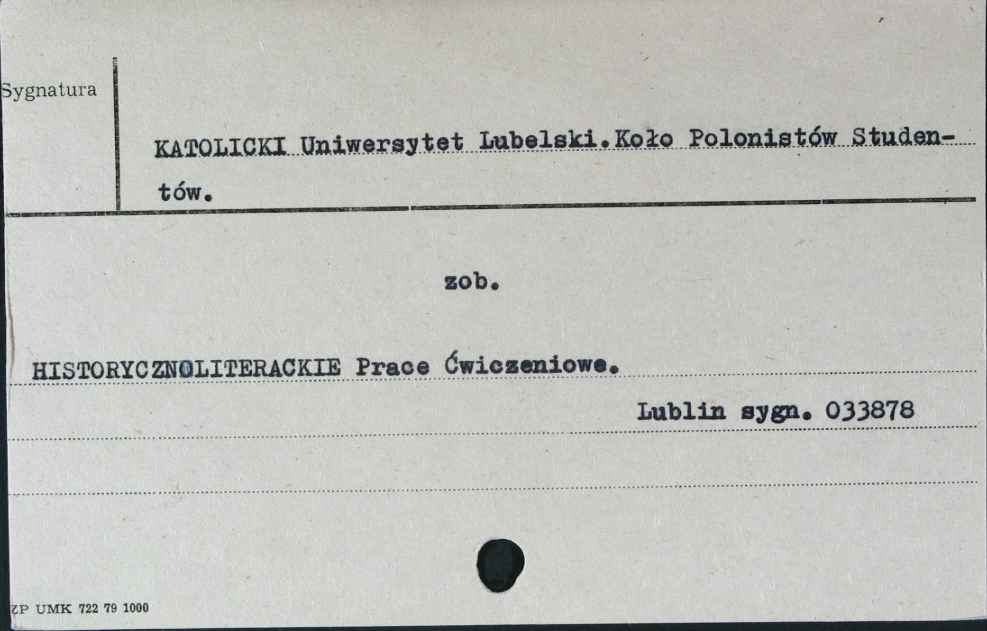 Sygnatura
KATOLICKI Uniwersytet Lubelski.Koło Polonistów Studen-
tów.
zob.
HISTORYCZNOLITERACKIE Prace Ćwiczeniowe.
Lublin sygn. 033878
ZP UMK 722 79 1000